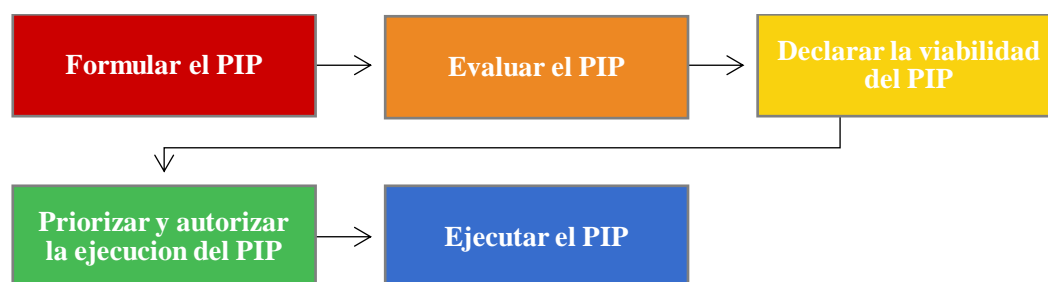 Formular el PIP
Evaluar el PIP
Declarar la viabilidad
del PIP
Priorizar y autorizar
la ejecucion del PIP
Ejecutar el PIP